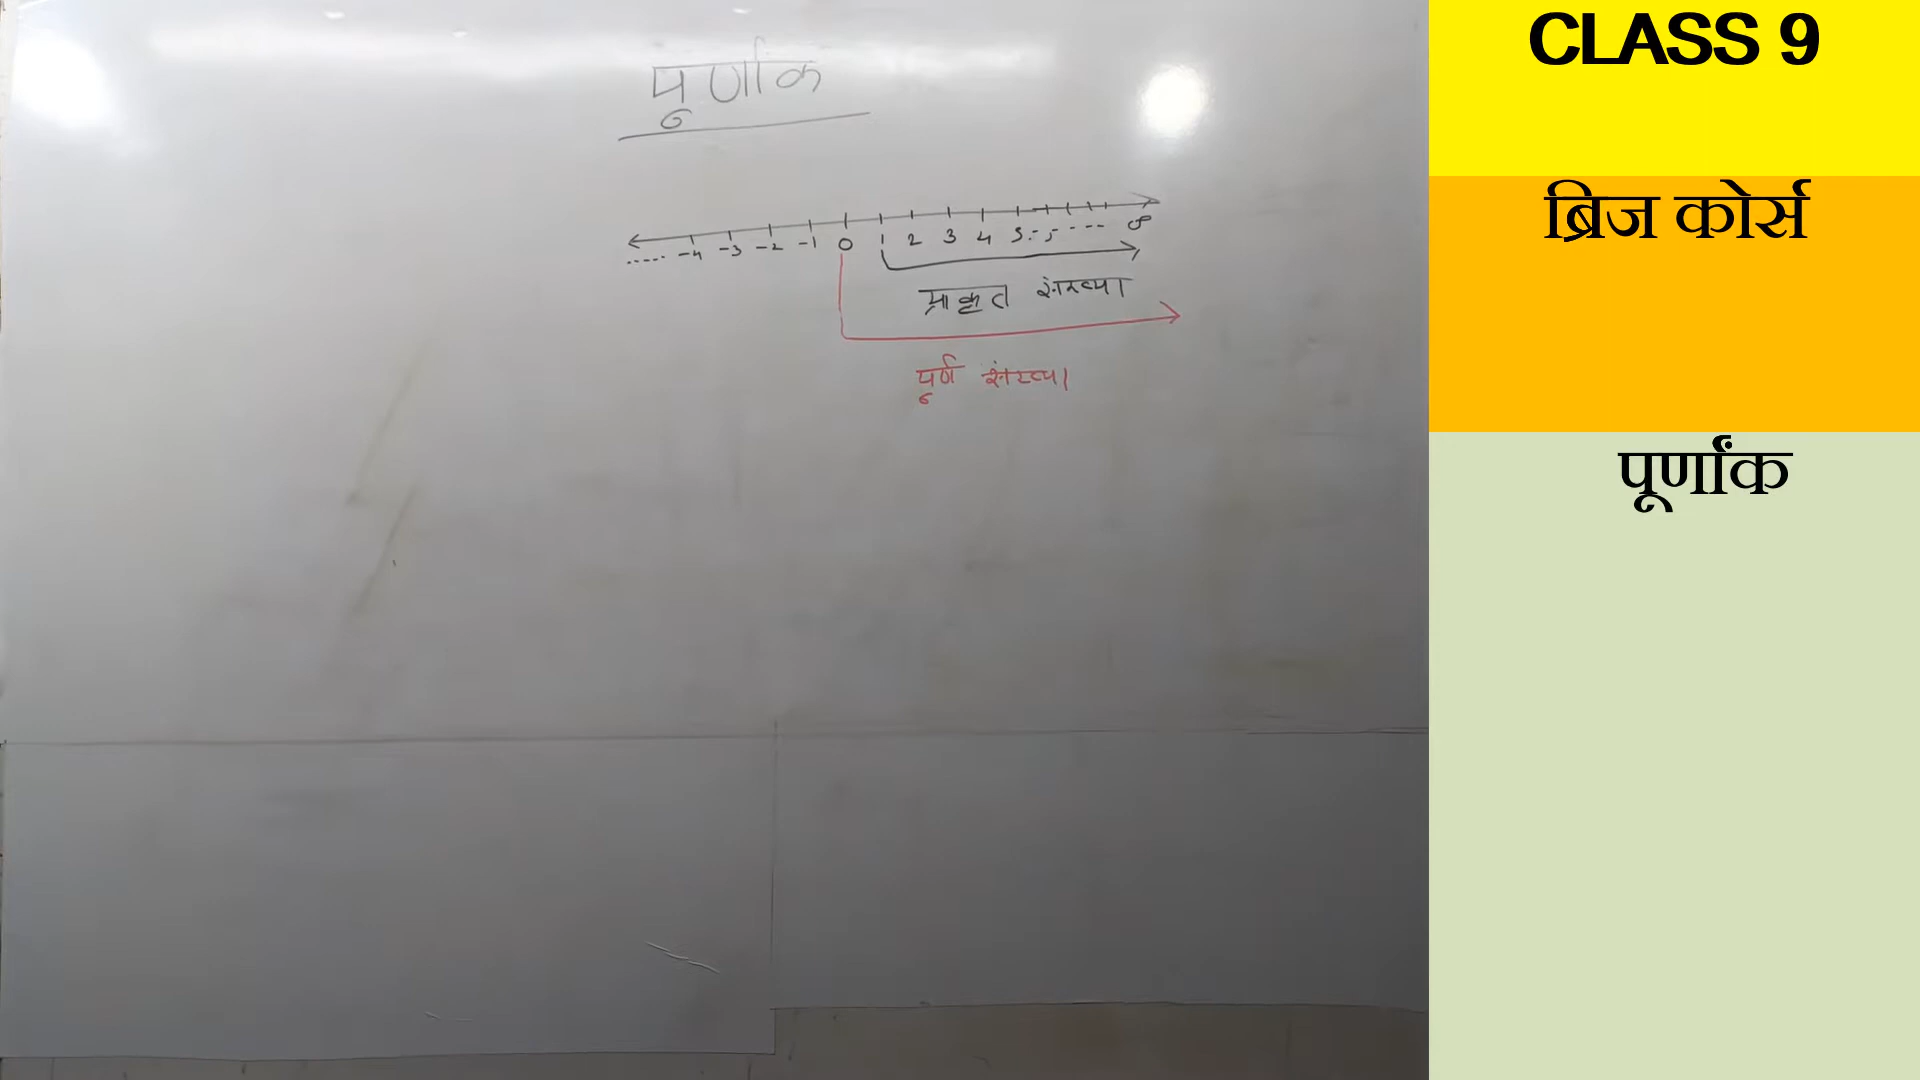 पूर्णांक
..... -4 -3 -2 -1 0 1 2 3 4 5 - - - - - ∞
प्राकृत संख्या
पूर्ण संख्या
CLASS 9
ब्रिज कोर्स
पूर्णांक